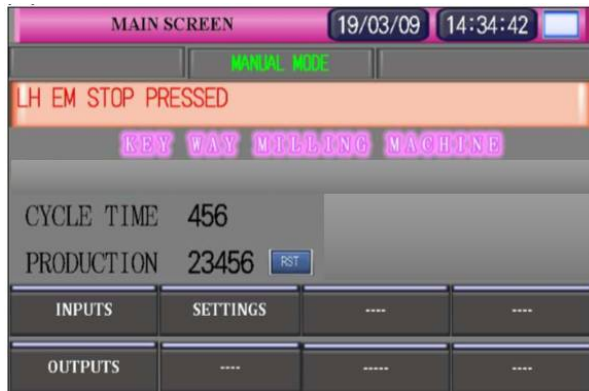 MAIN SCREEN 19/03/09 14:34:42
MANUAL MODE
LH EM STOP PRESSED
KEY WAY MILLING MACHINE
CYCLE TIME 456
PRODUCTION 23456 RST
INPUTS SETTINGS ---- ----
OUTPUTS ---- ----- ----